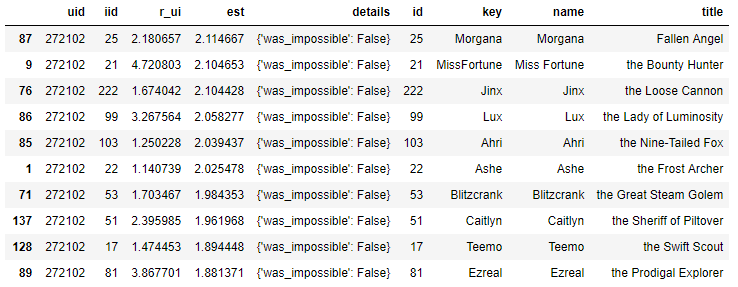 uid iid r_ui est details id key name title
87 272102 25 2.180657 2.114667 {'was_impossible': False} 25 Morgana Morgana Fallen Angel
9 272102 21 4.720803 2.104653 {'was_impossible': False} 21 MissFortune Miss Fortune the Bounty Hunter
76 272102 222 1.674042 2.104428 {'was_impossible': False} 222 Jinx Jinx the Loose Cannon
86 272102 99 3.267564 2.058277 {'was_impossible': False} 99 Lux Lux the Lady of Luminosity
85 272102 103 1.250228 2.039437 {'was_impossible': False} 103 Ahri Ahri the Nine-Tailed Fox
1 272102 22 1.140739 2.025478 {'was_impossible': False} 22 Ashe Ashe the Frost Archer
71 272102 53 1.703467 1.984353 {'was_impossible': False} 53 Blitzcrank Blitzcrank the Great Steam Golem
137 272102 51 2.395985 1.961968 {'was_impossible': False} 51 Caitlyn Caitlyn the Sheriff of Piltover
128 272102 17 1.474453 1.894448 {'was_impossible': False} 17 Teemo Teemo the Swift Scout
89 272102 81 3.867701 1.881371 {'was_impossible': False} 81 Ezreal Ezreal the Prodigal Explorer